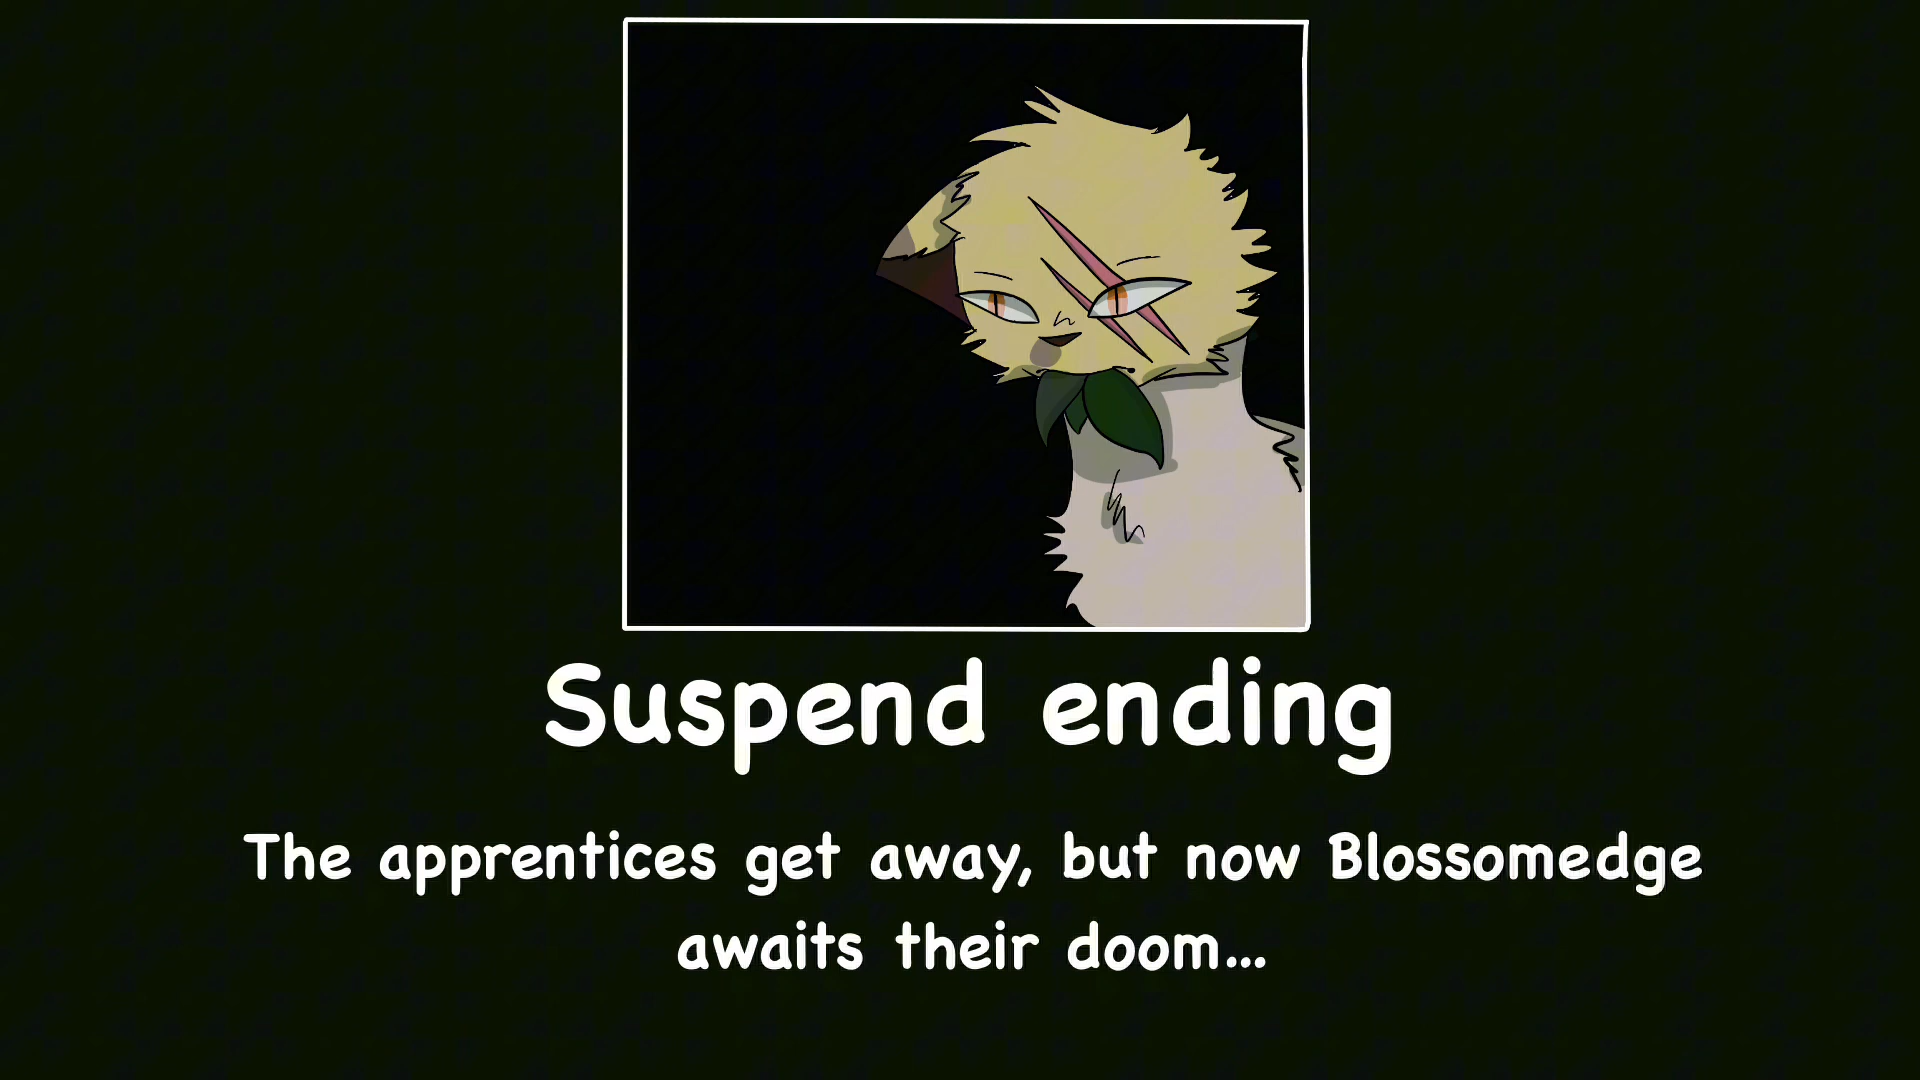 Suspend ending
The apprentices get away, but now Blossomedge
awaits their doom...